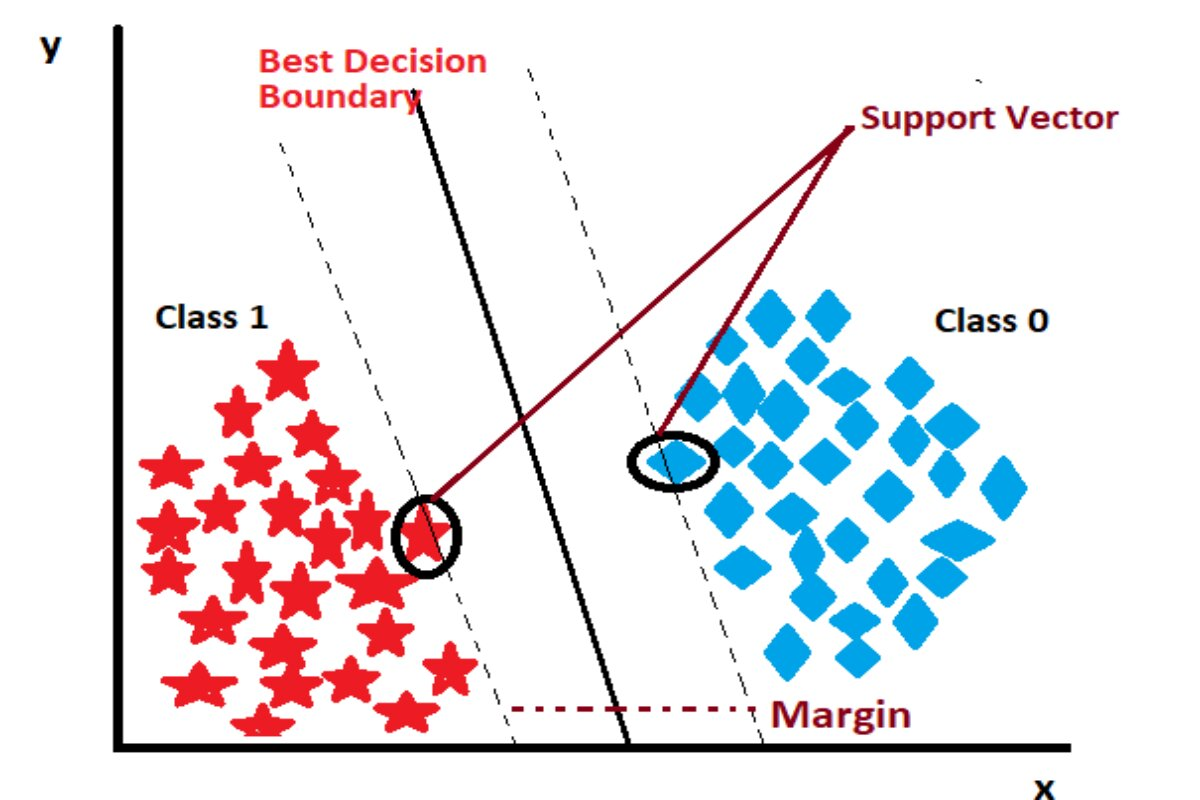 y
Best Decision
Boundary
Support Vector
Class 1
Class 0
Margin
x